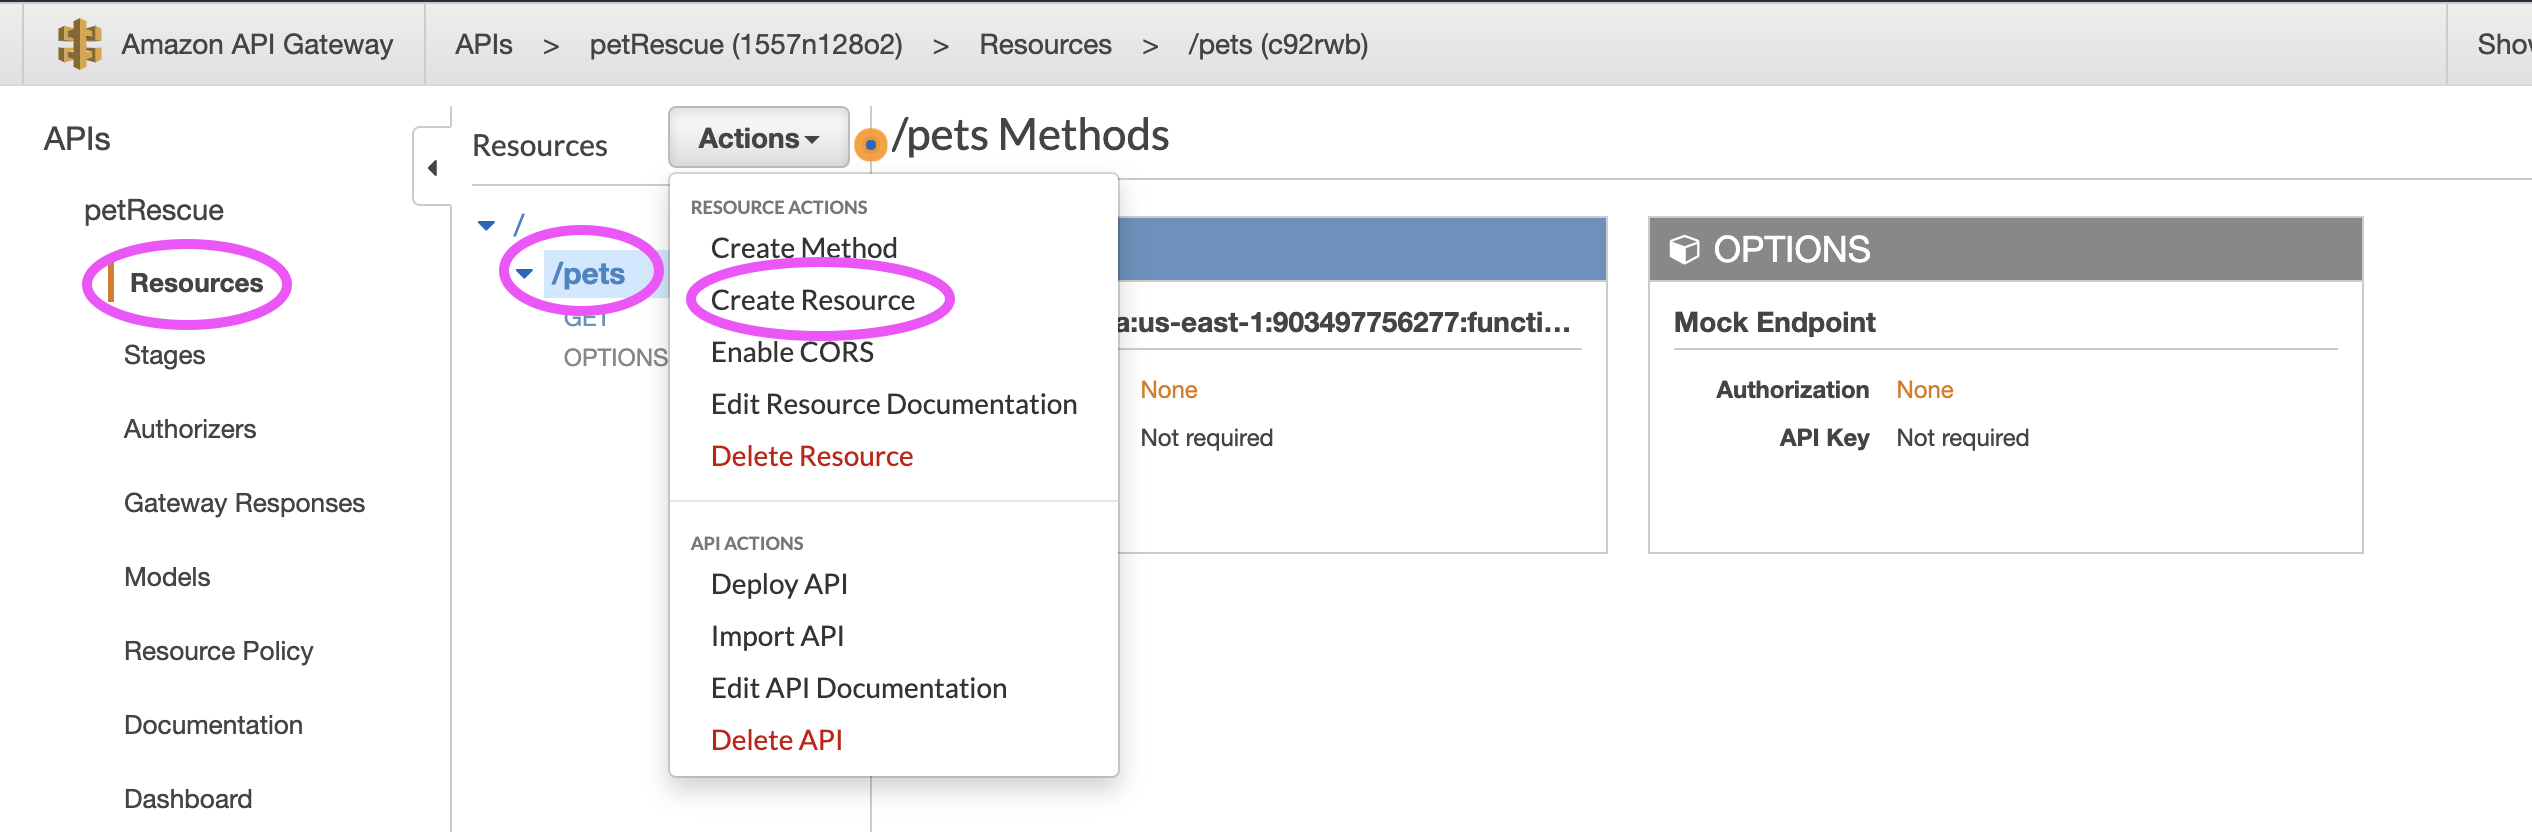 Amazon API Gateway
APIs > petRescue (1557n128o2) > Resources > /pets (c92rwb)
APIs
petRescue
Resources
Stages
Authorizers
Gateway Responses
Models
Resource Policy
Documentation
Dashboard
Resources
Actions
/
/pets
GET
OPTIONS
RESOURCE ACTIONS
Create Method
Create Resource
Enable CORS
Edit Resource Documentation
Delete Resource
API ACTIONS
Deploy API
Import API
Edit API Documentation
Delete API
/pets Methods
a:us-east-1:903497756277:functi...
None
Not required
OPTIONS
Mock Endpoint
Authorization None
API Key Not required